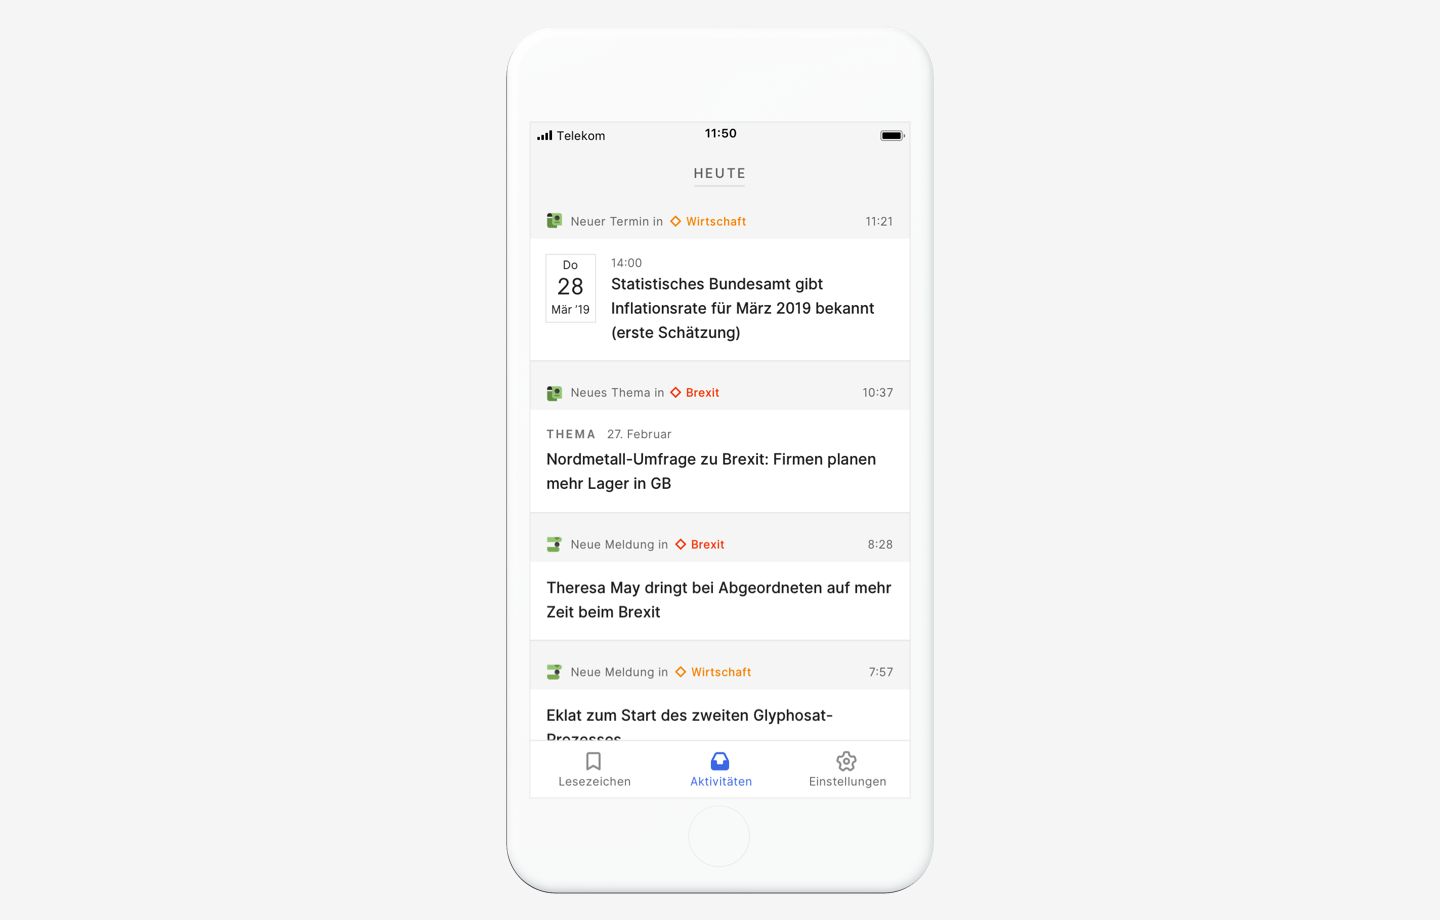 Telekom 11:50
HEUTE
Neuer Termin in Wirtschaft 11:21
Do
28
Mär '19
14:00
Statistisches Bundesamt gibt
Inflationsrate für März 2019 bekannt
(erste Schätzung)
Neues Thema in Brexit 10:37
THEMA 27. Februar
Nordmetall-Umfrage zu Brexit: Firmen planen
mehr Lager in GB
Neue Meldung in Brexit 8:28
Theresa May dringt bei Abgeordneten auf mehr
Zeit beim Brexit
Neue Meldung in Wirtschaft 7:57
Eklat zum Start des zweiten Glyphosat-
Prozesses
Lesezeichen Aktivitäten Einstellungen